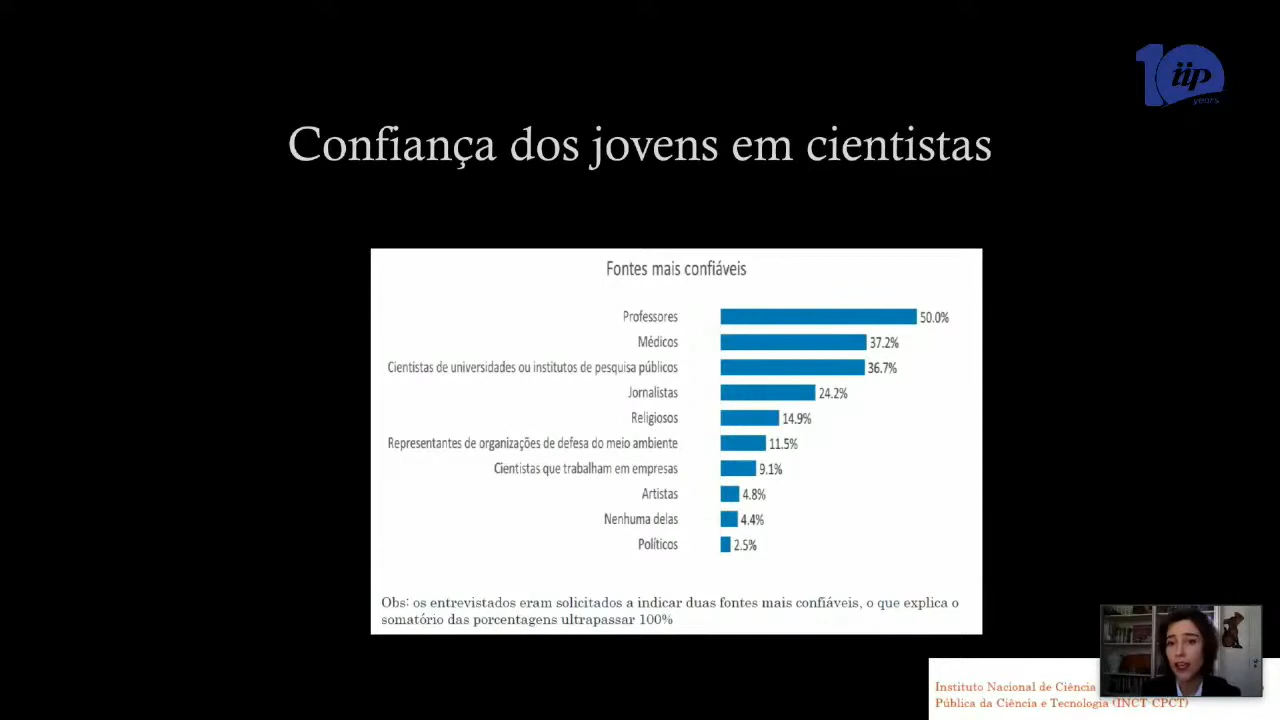 10
iip
years
Confiança dos jovens em cientistas
Fontes mais confiáveis
Professores 50.0%
Médicos 37.2%
Cientistas de universidades ou institutos de pesquisa públicos 36.7%
Jornalistas 24.2%
Religiosos 14.9%
Representantes de organizações de defesa do meio ambiente 11.5%
Cientistas que trabalham em empresas 9.1%
Artistas 4.8%
Nenhuma delas 4.4%
Políticos 2.5%
Obs: os entrevistados eram solicitados a indicar duas fontes mais confiáveis, o que explica o
somatório das porcentagens ultrapassar 100%
Instituto Nacional de Ciência
Pública da Ciência e Tecnologia (INCT-CPCT)